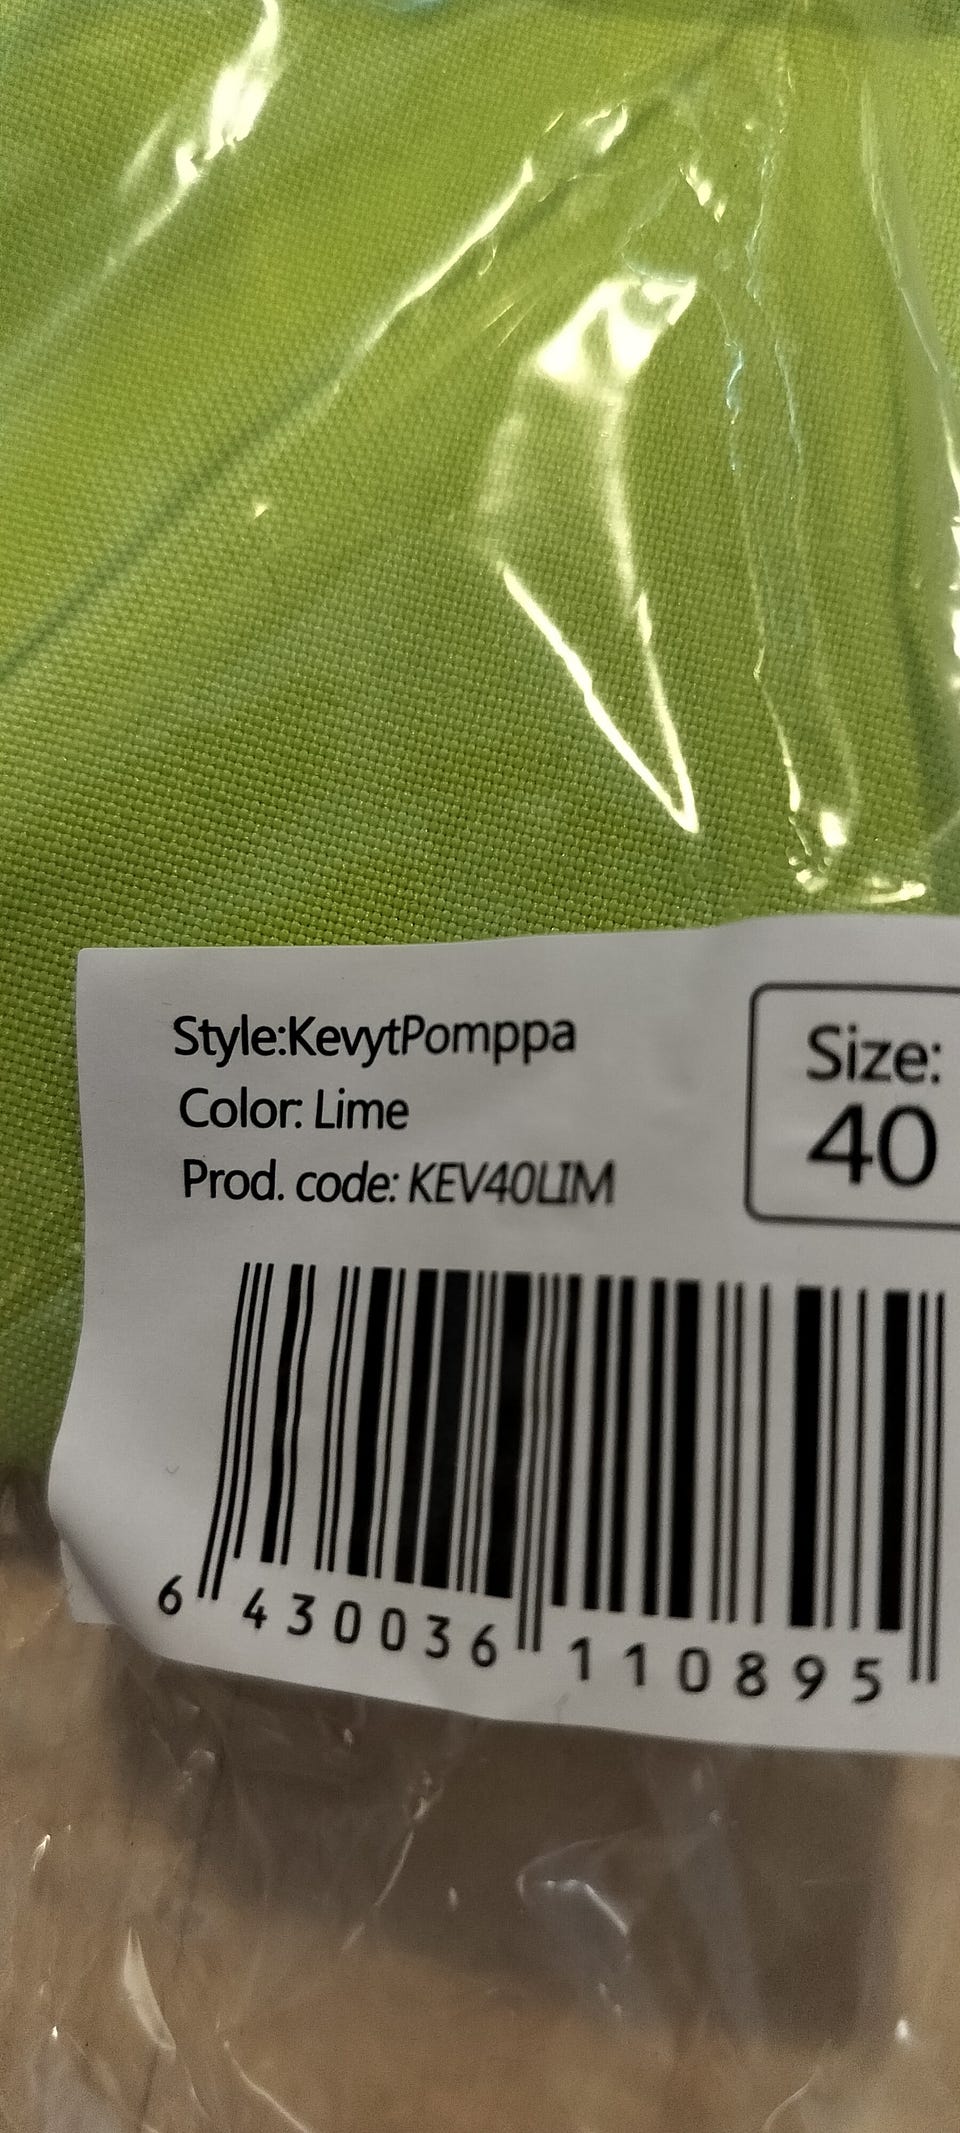 Style:KevytPomppa
Color: Lime
Prod. code: KEV40LIM
Size:
40
6 430036 110895